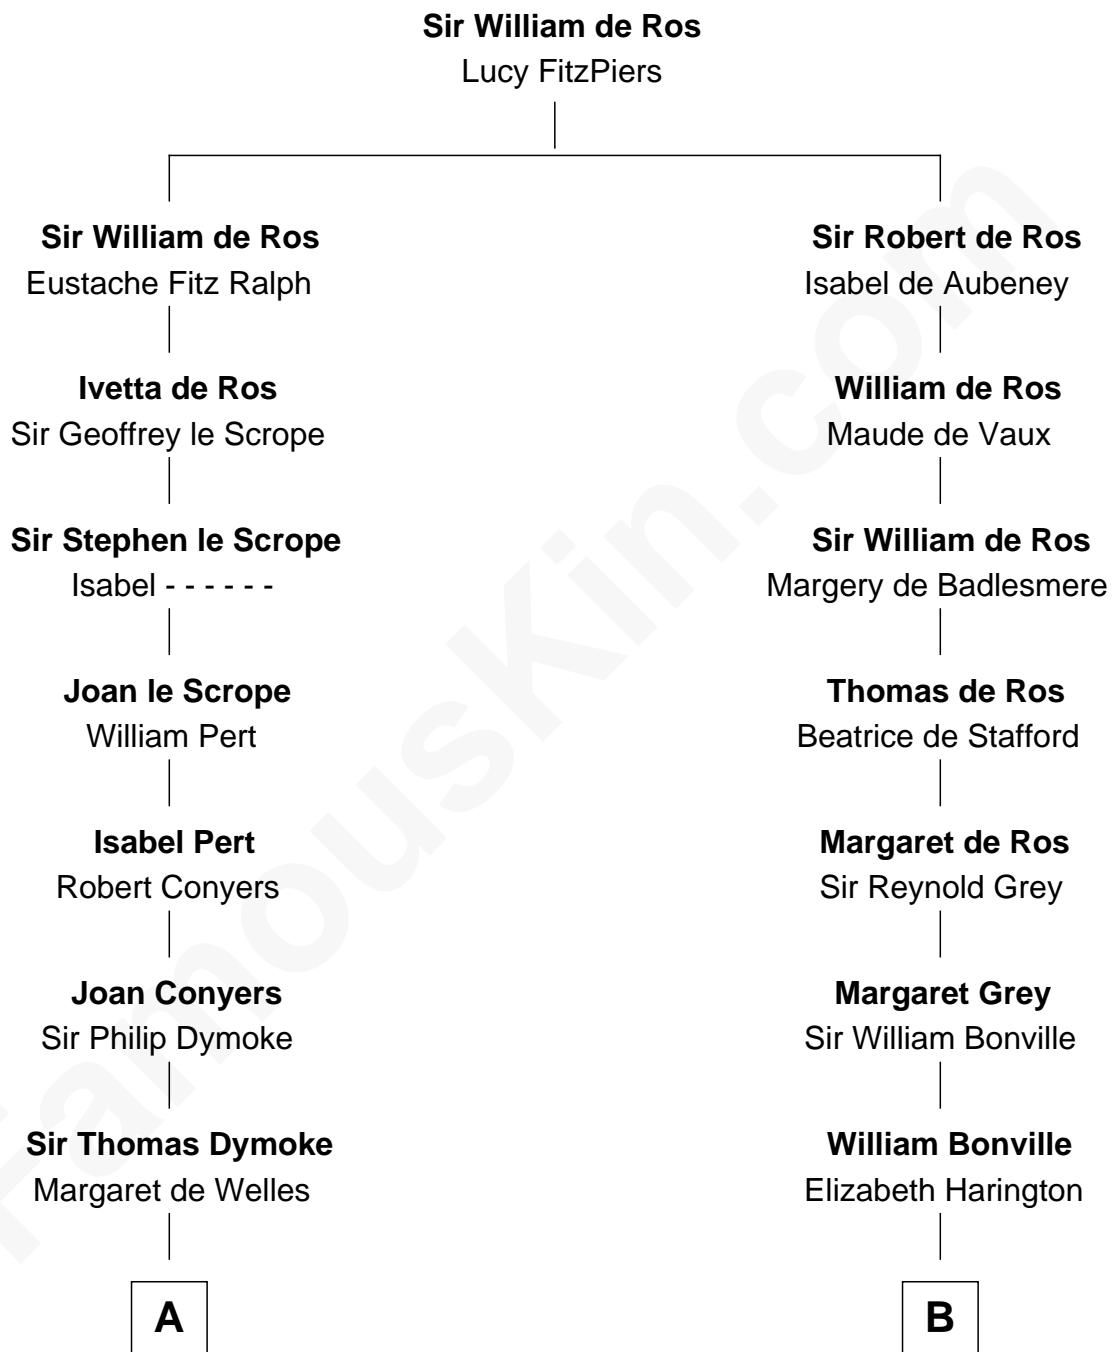 Sir William de Ros
Lucy FitzPiers
Sir William de Ros
Eustache Fitz Ralph
Sir Robert de Ros
Isabel de Aubeney
Ivetta de Ros
Sir Geoffrey le Scrope
William de Ros
Maude de Vaux
Sir Stephen le Scrope
Isabel - - - - - -
Sir William de Ros
Margery de Badlesmere
Joan le Scrope
William Pert
Thomas de Ros
Beatrice de Stafford
Isabel Pert
Robert Conyers
Margaret de Ros
Sir Reynold Grey
Joan Conyers
Sir Philip Dymoke
Margaret Grey
Sir William Bonville
Sir Thomas Dymoke
Margaret de Welles
William Bonville
Elizabeth Harington
A
B
FamousKin.com